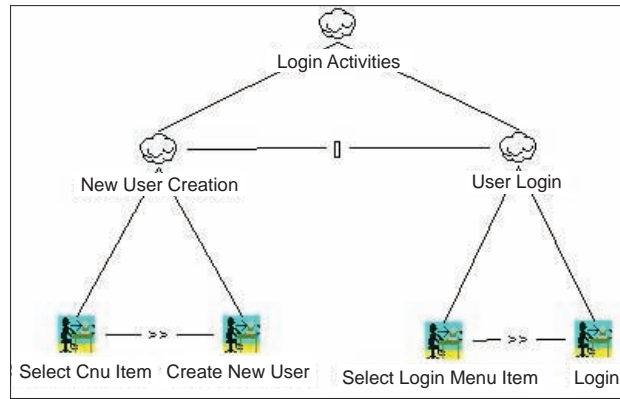 Login Activities
[]
New User Creation
User Login
>>
>>
Select Cnu Item
Create New User
Select Login Menu Item
Login